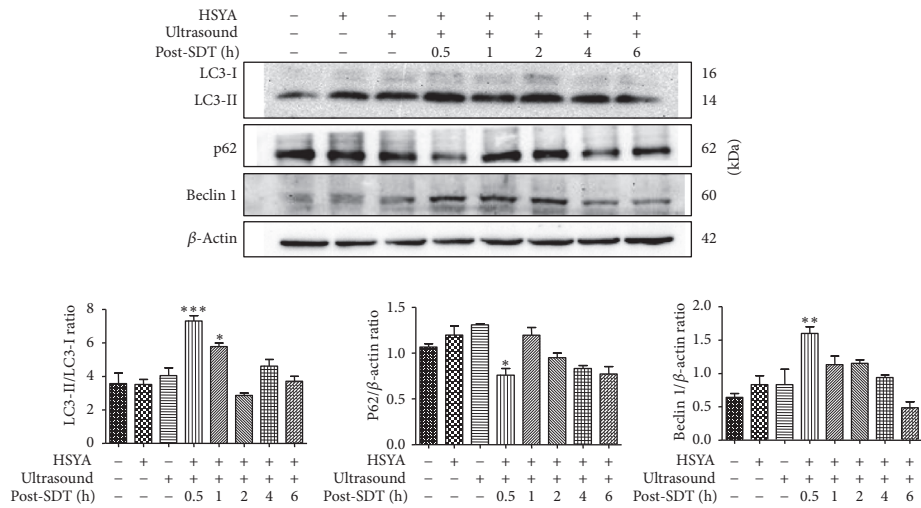 HSYA − + − + + + + +
Ultrasound − − + + + + + +
Post-SDT (h) − − − 0.5 1 2 4 6
LC3-I 16
LC3-II 14
p62 62
Beclin 1 60
β-Actin 42
(kDa)
LC3-II/LC3-I ratio
8
6
4
2
0
*** *
HSYA − + − + + + + +
Ultrasound − − + + + + + +
Post-SDT (h) − − − 0.5 1 2 4 6
P62/β-actin ratio
1.5
1.0
0.5
0.0
*
HSYA − + − + + + + +
Ultrasound − − + + + + + +
Post-SDT (h) − − − 0.5 1 2 4 6
Beclin 1/β-actin ratio
2.0
1.5
1.0
0.5
0.0
**
HSYA − + − + + + + +
Ultrasound − − + + + + + +
Post-SDT (h) − − − 0.5 1 2 4 6